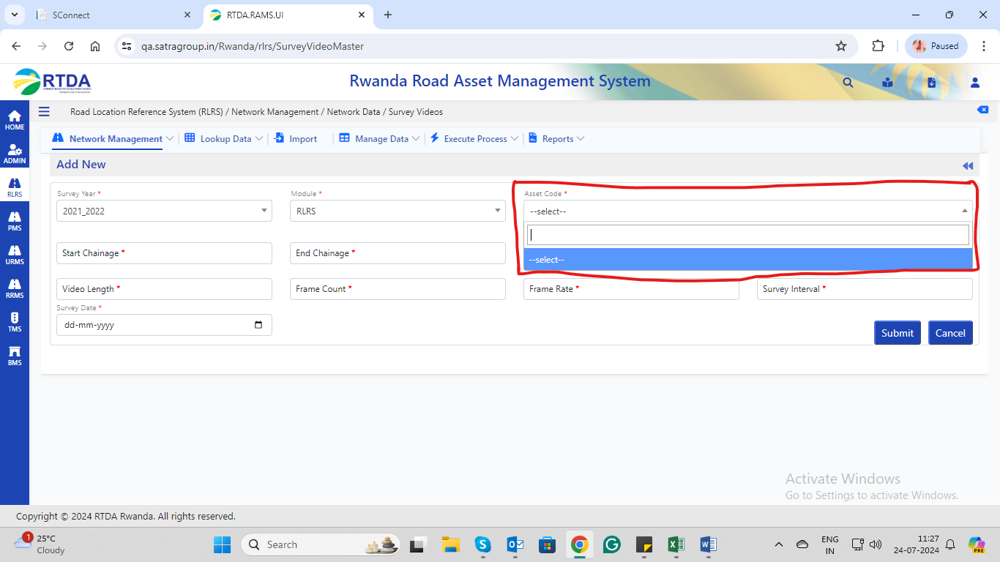 SConnect
RTDA.RAMS.UI
qa.satragroup.in/Rwanda/rlrs/SurveyVideoMaster
Paused
RTDA
Rwanda Road Asset Management System
HOME
ADMIN
RLRS
PMS
URMS
RRMS
TMS
BMS
Road Location Reference System (RLRS) / Network Management / Network Data / Survey Videos
Network Management Lookup Data Import Manage Data Execute Process Reports
Add New
Survey Year * Module * Asset Code *
2021_2022 RLRS --select--
--select--
Start Chainage * End Chainage *
Video Length * Frame Count * Frame Rate * Survey Interval *
Survey Date *
dd-mm-yyyy
Submit Cancel
Activate Windows
Go to Settings to activate Windows.
Copyright © 2024 RTDA Rwanda. All rights reserved.
1
25°C
Cloudy
Search
ENG
IN
11:27
24-07-2024
PRE